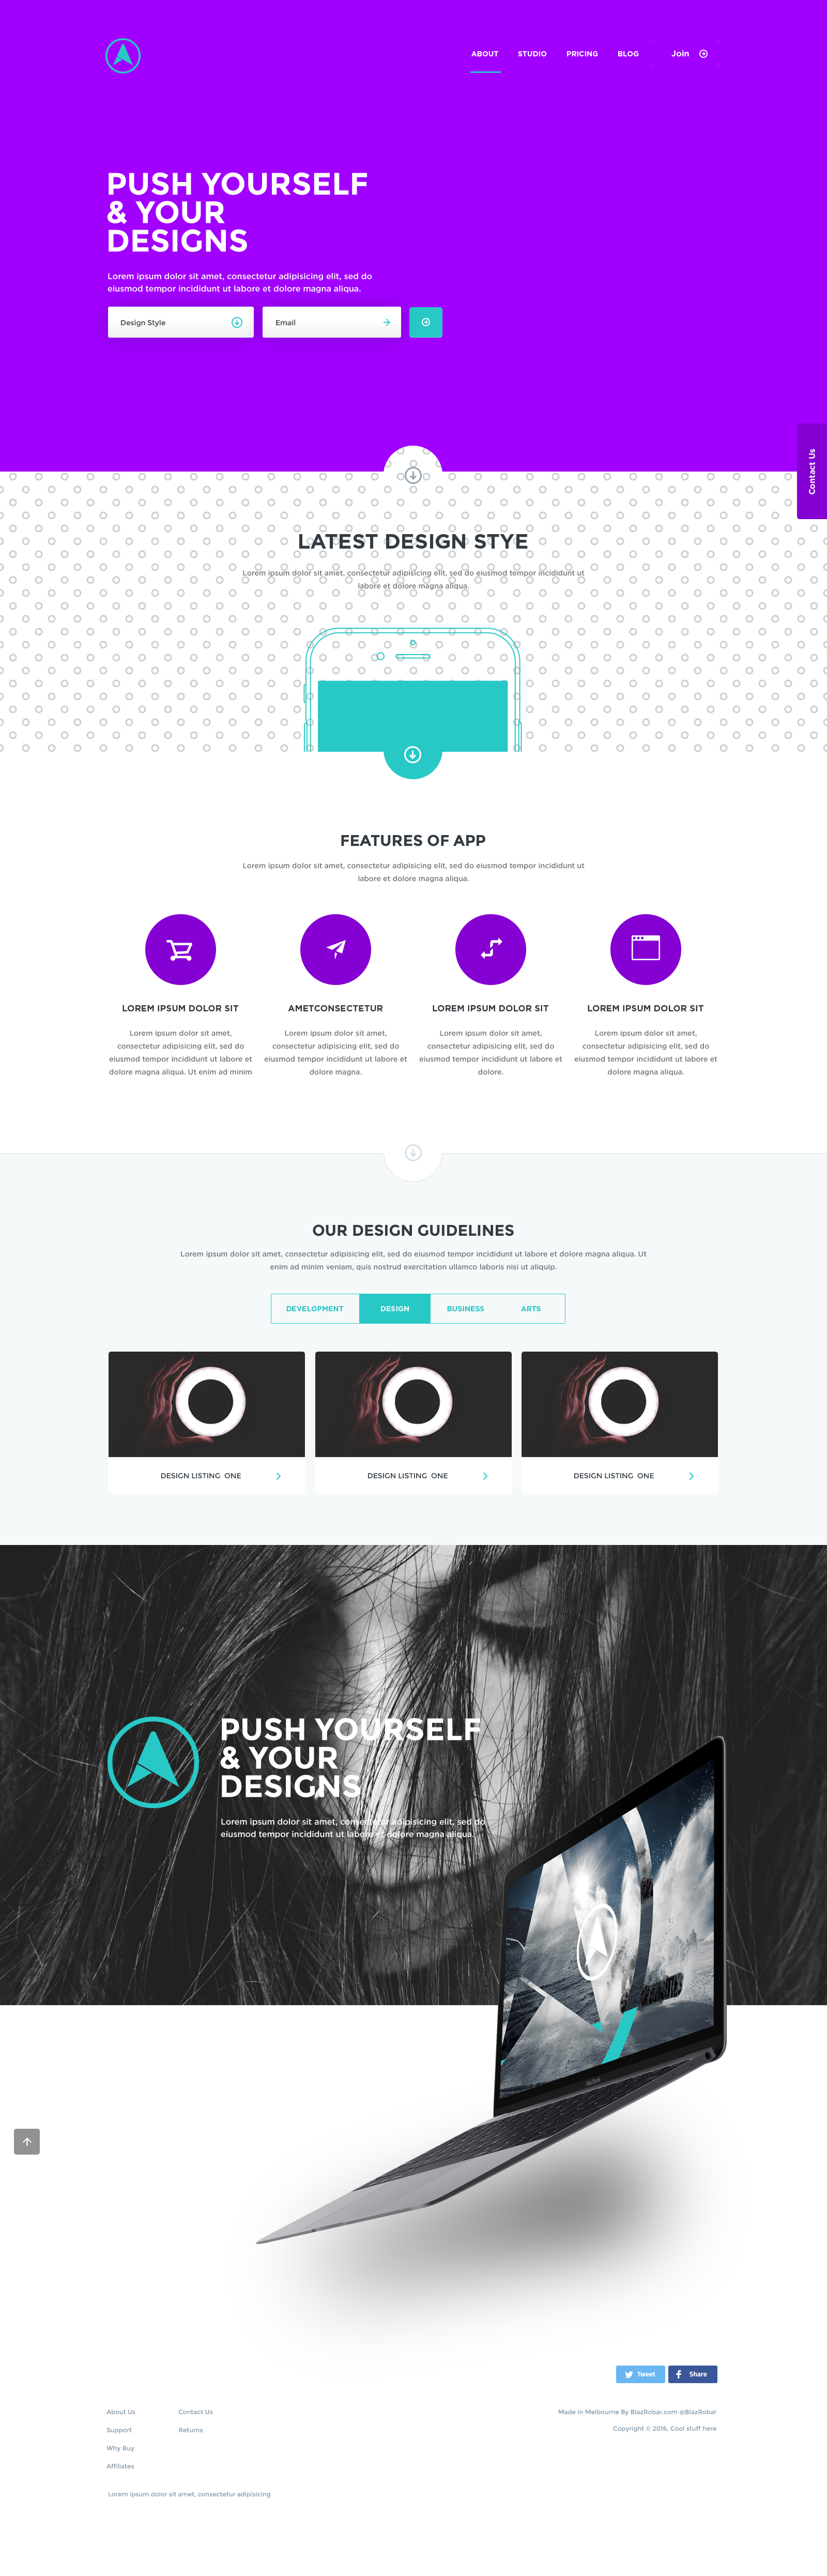 ABOUT STUDIO PRICING BLOG Join
PUSH YOURSELF
& YOUR
DESIGNS
Lorem ipsum dolor sit amet, consectetur adipisicing elit, sed do
eiusmod tempor incididunt ut labore et dolore magna aliqua.
Design Style Email
Contact Us
LATEST DESIGN STYE
Lorem ipsum dolor sit amet, consectetur adipisicing elit, sed do eiusmod tempor incididunt ut
labore et dolore magna aliqua.
FEATURES OF APP
Lorem ipsum dolor sit amet, consectetur adipisicing elit, sed do eiusmod tempor incididunt ut
labore et dolore magna aliqua.
LOREM IPSUM DOLOR SIT
Lorem ipsum dolor sit amet,
consectetur adipisicing elit, sed do
eiusmod tempor incididunt ut labore et
dolore magna aliqua. Ut enim ad minim
AMETCONSECTETUR
Lorem ipsum dolor sit amet,
consectetur adipisicing elit, sed do
eiusmod tempor incididunt ut labore et
dolore magna.
LOREM IPSUM DOLOR SIT
Lorem ipsum dolor sit amet,
consectetur adipisicing elit, sed do
eiusmod tempor incididunt ut labore et
dolore.
LOREM IPSUM DOLOR SIT
Lorem ipsum dolor sit amet,
consectetur adipisicing elit, sed do
eiusmod tempor incididunt ut labore et
dolore magna aliqua.
OUR DESIGN GUIDELINES
Lorem ipsum dolor sit amet, consectetur adipisicing elit, sed do eiusmod tempor incididunt ut labore et dolore magna aliqua. Ut
enim ad minim veniam, quis nostrud exercitation ullamco laboris nisi ut aliquip.
DEVELOPMENT DESIGN BUSINESS ARTS
DESIGN LISTING ONE
DESIGN LISTING ONE
DESIGN LISTING ONE
PUSH YOURSELF
& YOUR
DESIGNS
Lorem ipsum dolor sit amet, consectetur adipisicing elit, sed do
eiusmod tempor incididunt ut labore et dolore magna aliqua.
Tweet Share
About Us
Support
Why Buy
Affiliates
Contact Us
Returns
Made in Melbourne By BlazRobar.com @BlazRobar
Copyright © 2016, Cool stuff here
Lorem ipsum dolor sit amet, consectetur adipisicing